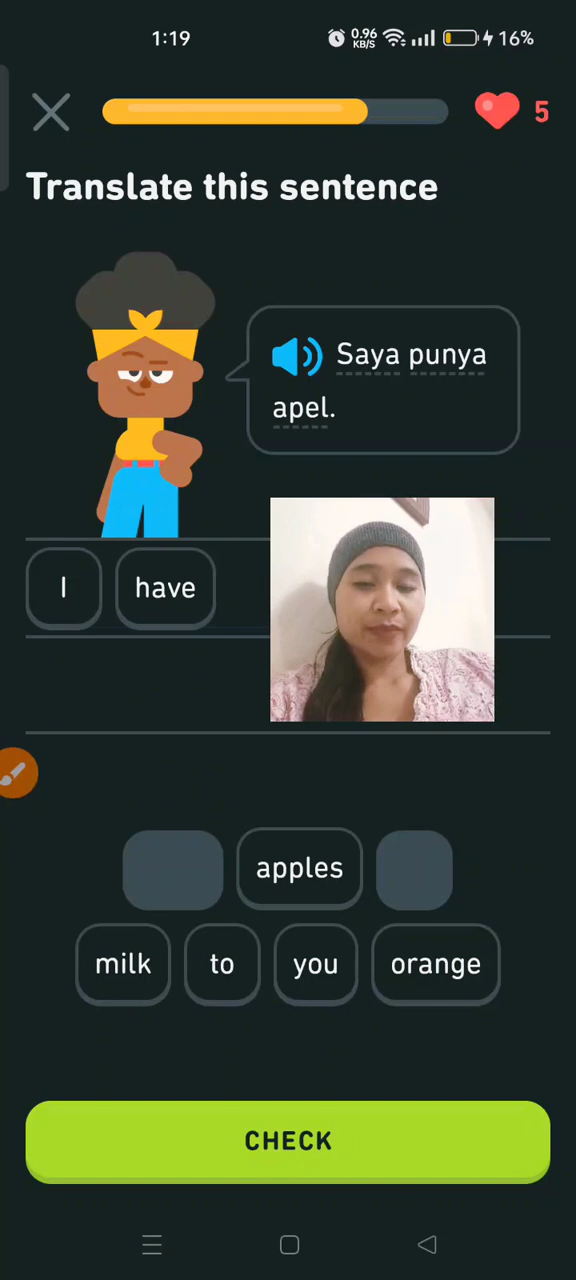 1:19 0.96 KB/S 16%
5
Translate this sentence
Saya punya
apel.
I have
apples
milk to you orange
CHECK